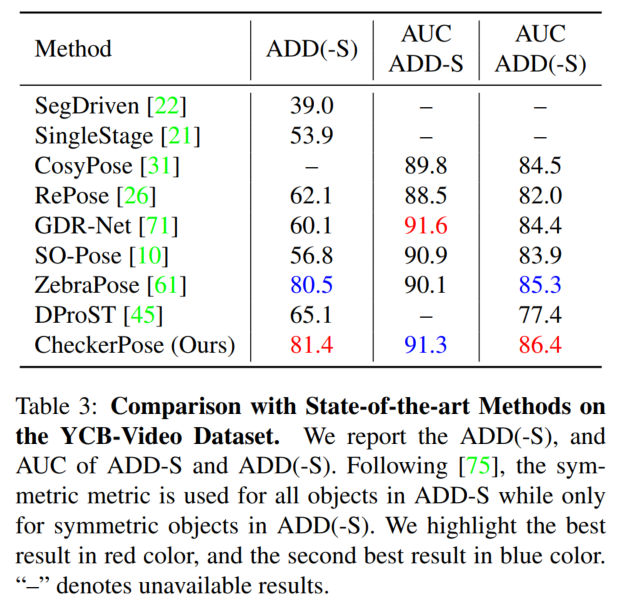 Method ADD(-S) AUC ADD-S AUC ADD(-S)
SegDriven [22] 39.0 – –
SingleStage [21] 53.9 – –
CosyPose [31] – 89.8 84.5
RePose [26] 62.1 88.5 82.0
GDR-Net [71] 60.1 91.6 84.4
SO-Pose [10] 56.8 90.9 83.9
ZebraPose [61] 80.5 90.1 85.3
DProST [45] 65.1 – 77.4
CheckerPose (Ours) 81.4 91.3 86.4
Table 3: Comparison with State-of-the-art Methods on
the YCB-Video Dataset. We report the ADD(-S), and
AUC of ADD-S and ADD(-S). Following [75], the sym-
metric metric is used for all objects in ADD-S while only
for symmetric objects in ADD(-S). We highlight the best
result in red color, and the second best result in blue color.
“–” denotes unavailable results.